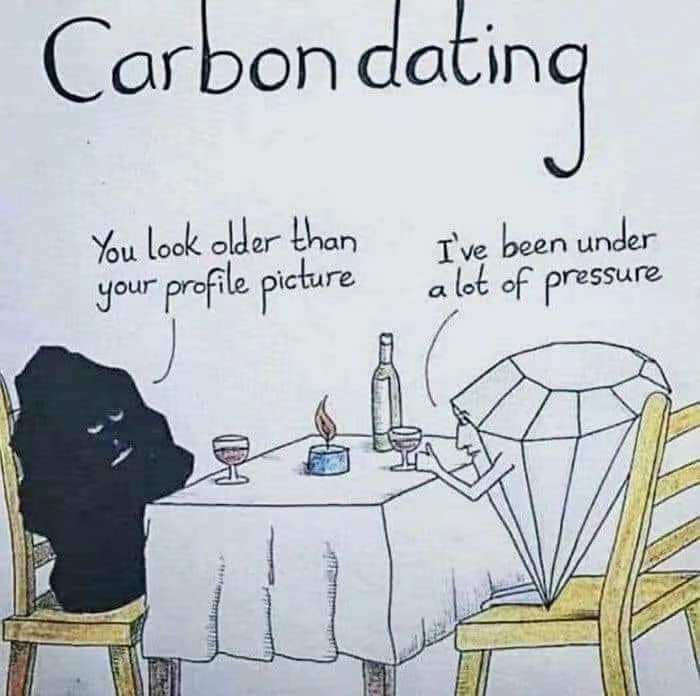 Carbon dating
You look older than
your profile picture
I've been under
a lot of pressure